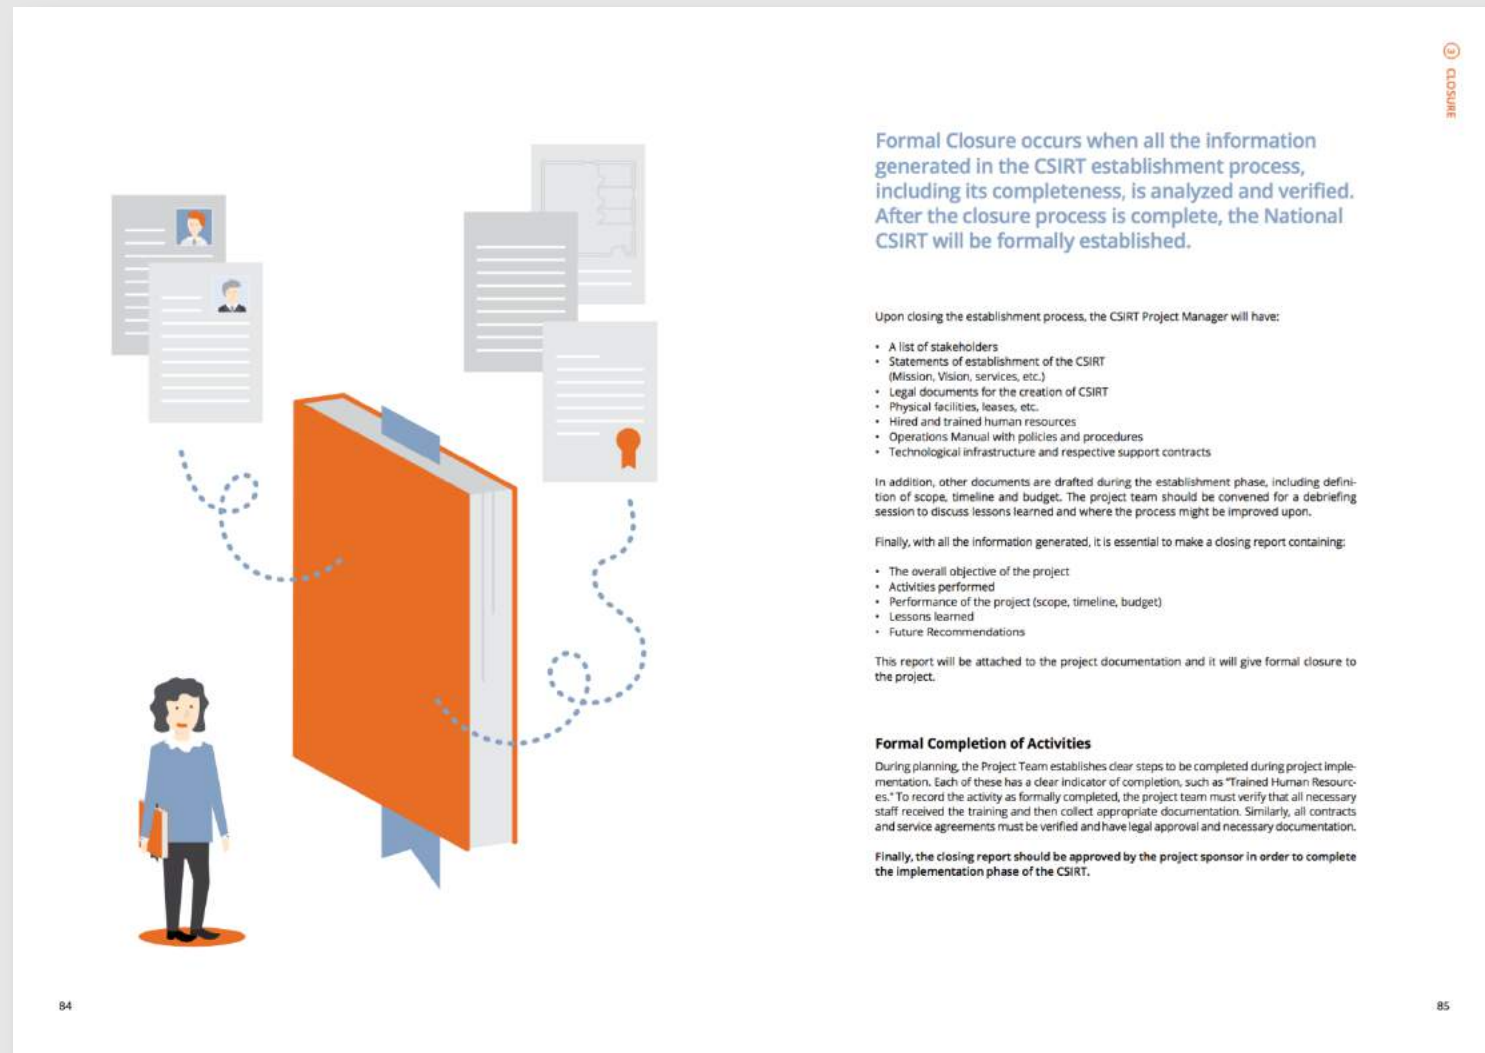 3 CLOSURE
Formal Closure occurs when all the information
generated in the CSIRT establishment process,
including its completeness, is analyzed and verified.
After the closure process is complete, the National
CSIRT will be formally established.
Upon closing the establishment process, the CSIRT Project Manager will have:
• A list of stakeholders
• Statements of establishment of the CSIRT
(Mission, Vision, services, etc.)
• Legal documents for the creation of CSIRT
• Physical facilities, leases, etc.
• Hired and trained human resources
• Operations Manual with policies and procedures
• Technological infrastructure and respective support contracts
In addition, other documents are drafted during the establishment phase, including defini-
tion of scope, timeline and budget. The project team should be convened for a debriefing
session to discuss lessons learned and where the process might be improved upon.
Finally, with all the information generated, it is essential to make a closing report containing:
• The overall objective of the project
• Activities performed
• Performance of the project (scope, timeline, budget)
• Lessons learned
• Future Recommendations
This report will be attached to the project documentation and it will give formal closure to
the project.
Formal Completion of Activities
During planning, the Project Team establishes clear steps to be completed during project imple-
mentation. Each of these has a clear indicator of completion, such as "Trained Human Resourc-
es." To record the activity as formally completed, the project team must verify that all necessary
staff received the training and then collect appropriate documentation. Similarly, all contracts
and service agreements must be verified and have legal approval and necessary documentation.
Finally, the closing report should be approved by the project sponsor in order to complete
the implementation phase of the CSIRT.
84
85